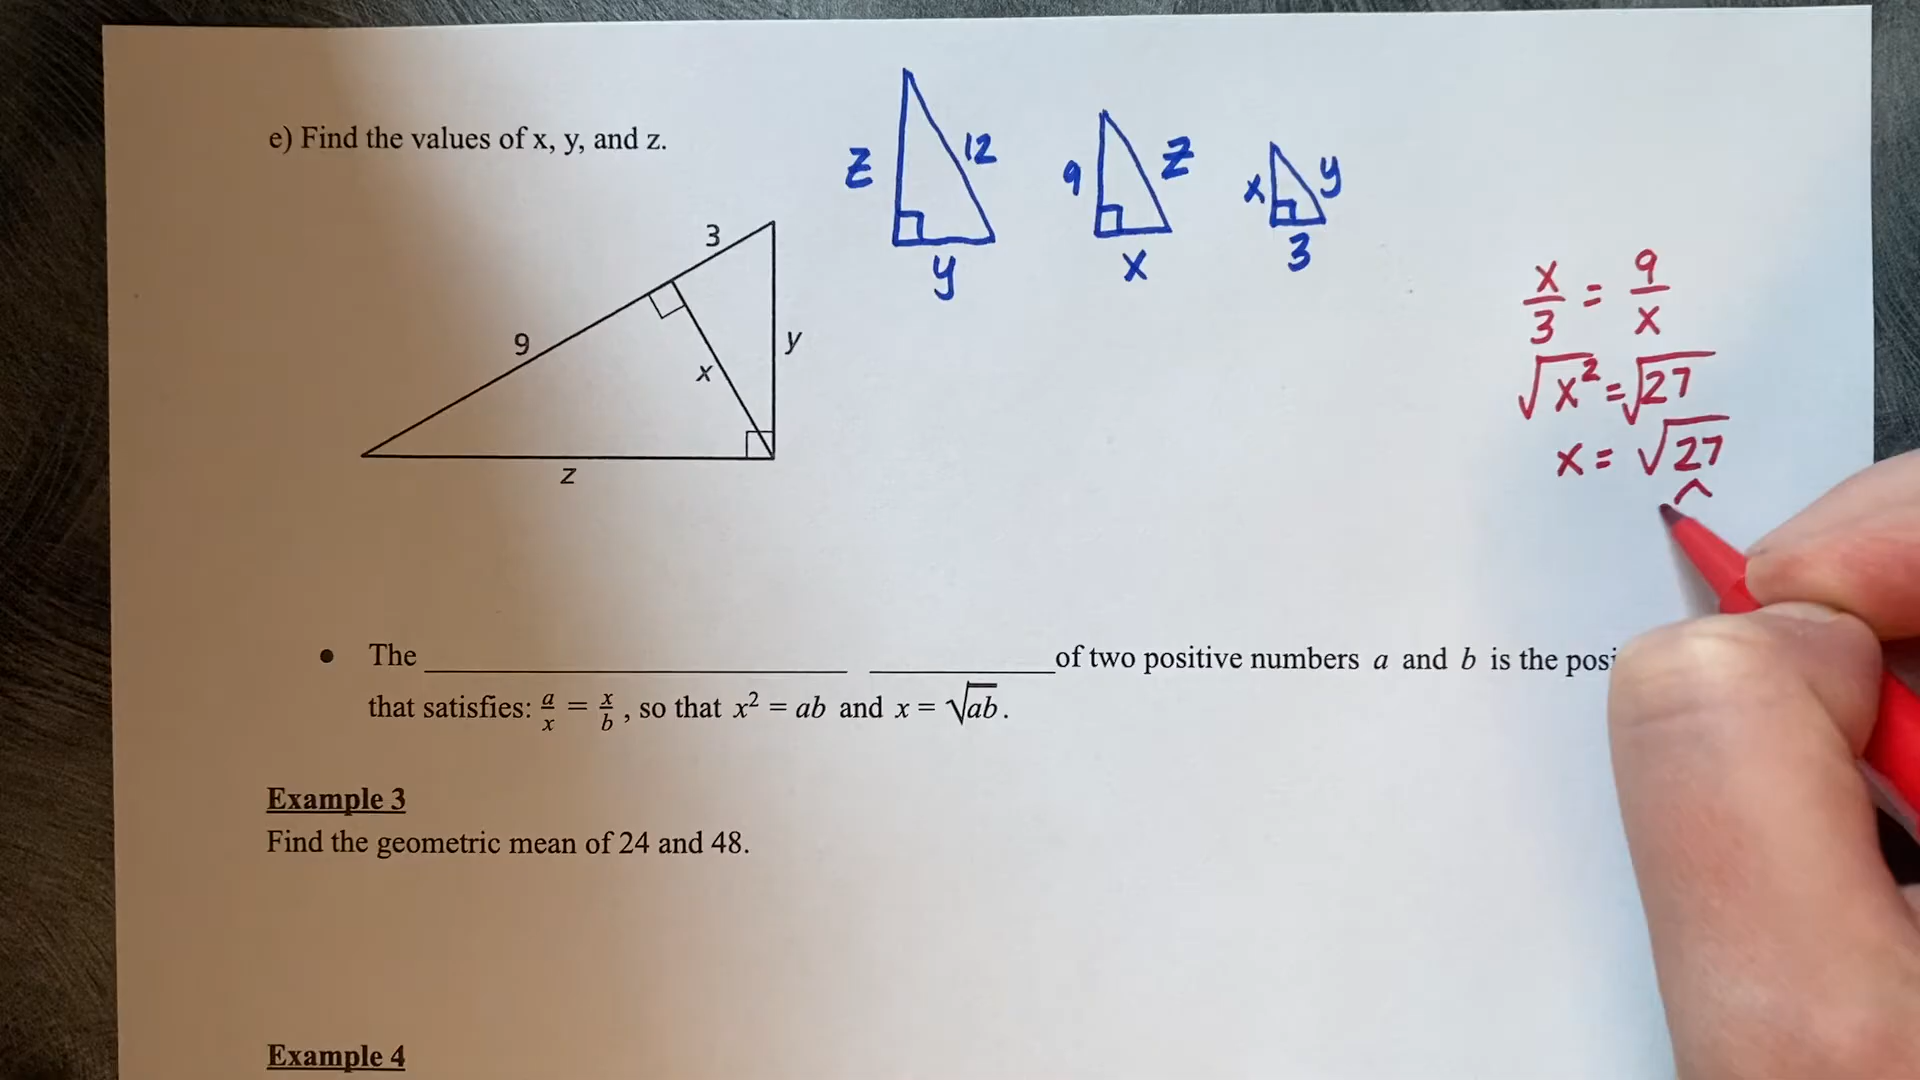 e) Find the values of x, y, and z.
3
9
x
y
z
z 12
y
9 z
x
x y
3
x/3 = 9/x
√x² = √27
x = √27
• The ______ ______ of two positive numbers a and b is the
that satisfies: a/x = x/b , so that x² = ab and x = √ab.
Example 3
Find the geometric mean of 24 and 48.
Example 4